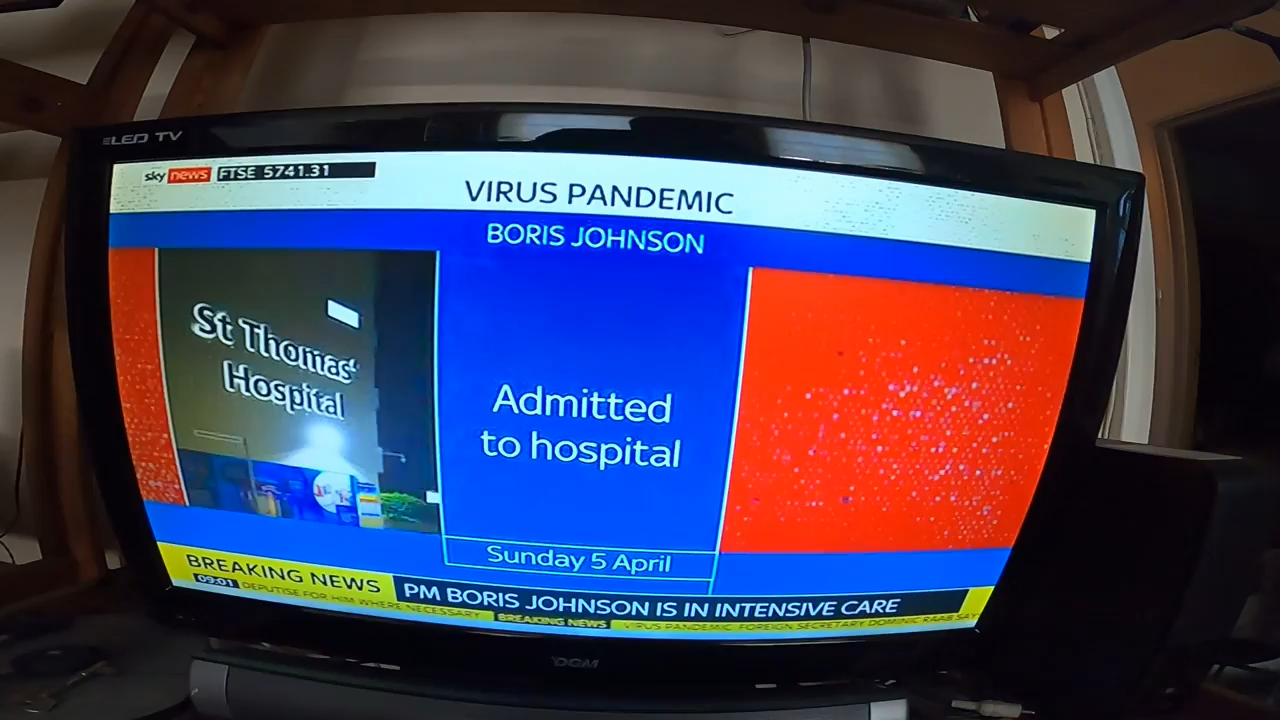 LED TV
sky news FTSE 5741.31
VIRUS PANDEMIC
BORIS JOHNSON
St Thomas'
Hospital
Admitted
to hospital
Sunday 5 April
BREAKING NEWS PM BORIS JOHNSON IS IN INTENSIVE CARE
09:01 DEPUTISE FOR HIM WHERE NECESSARY BREAKING NEWS VIRUS PANDEMIC: FOREIGN SECRETARY DOMINIC RAAB SAY
DGM